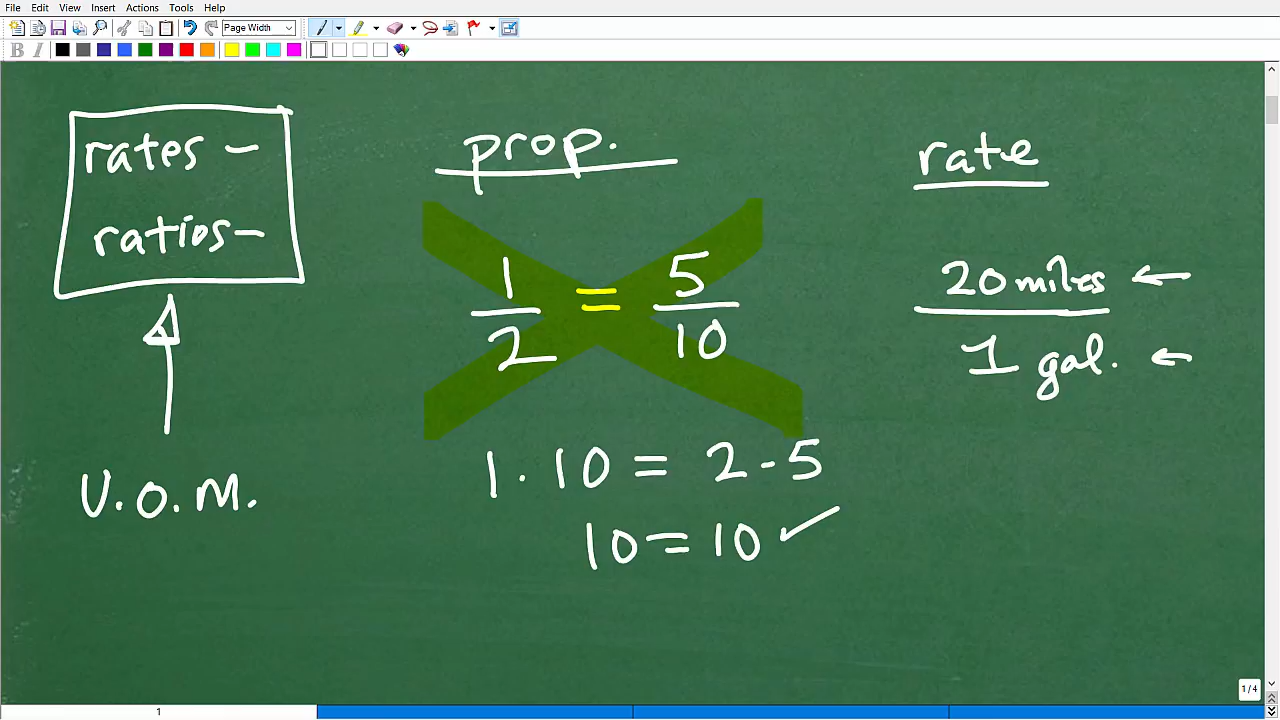 File Edit View Insert Actions Tools Help
Page Width
B I
rates -
ratios-
U.O.M.
prop.
1/2 = 5/10
1 · 10 = 2 - 5
10 = 10 ✓
rate
20 miles ←
1 gal. ←
1 / 4
1